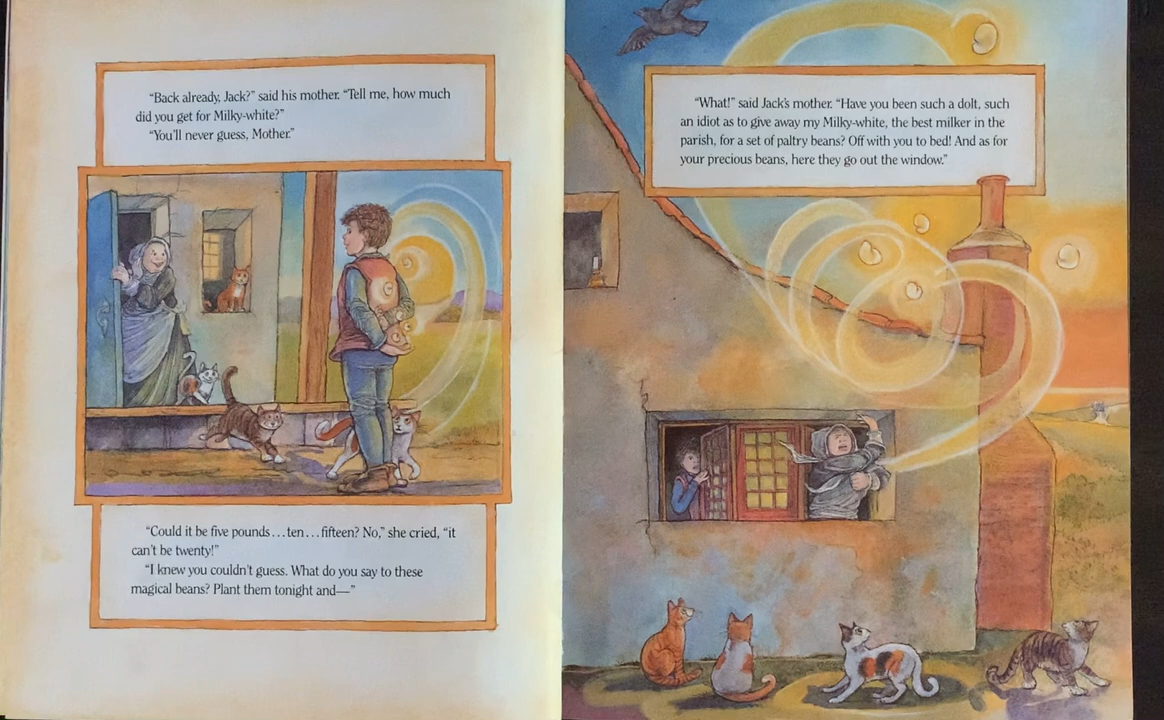 “Back already, Jack?” said his mother. “Tell me, how much
did you get for Milky-white?”
“You’ll never guess, Mother.”
“Could it be five pounds...ten...fifteen? No,” she cried, “it
can’t be twenty!”
“I knew you couldn’t guess. What do you say to these
magical beans? Plant them tonight and—”
“What!” said Jack’s mother. “Have you been such a dolt, such
an idiot as to give away my Milky-white, the best milker in the
parish, for a set of paltry beans? Off with you to bed! And as for
your precious beans, here they go out the window.”